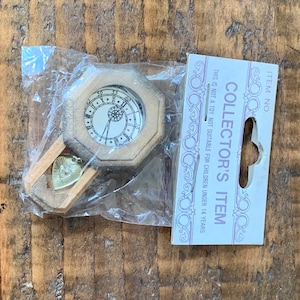 ITEM NO.
COLLECTOR'S ITEM
THIS IS NOT A TOY NOT SUITABLE FOR CHILDREN UNDER 14 YEARS